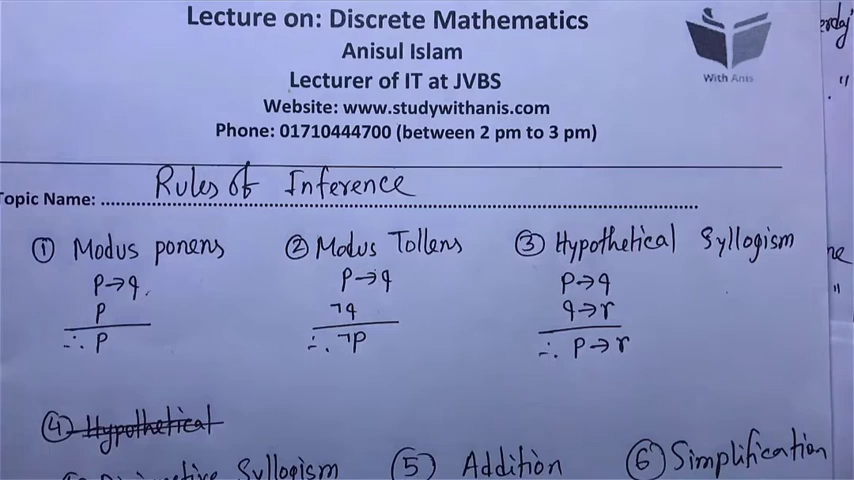 Lecture on: Discrete Mathematics
Anisul Islam
Lecturer of IT at JVBS
Website: www.studywithanis.com
Phone: 01710444700 (between 2 pm to 3 pm)
With Anis
Topic Name: Rules of Inference
① Modus ponens ② Modus Tollens ③ Hypothetical Syllogism
p→q p→q p→q
p ¬q q→r
∴ p ∴ ¬p ∴ p→r
④ Hypothetical
Syllogism ⑤ Addition ⑥ Simplification